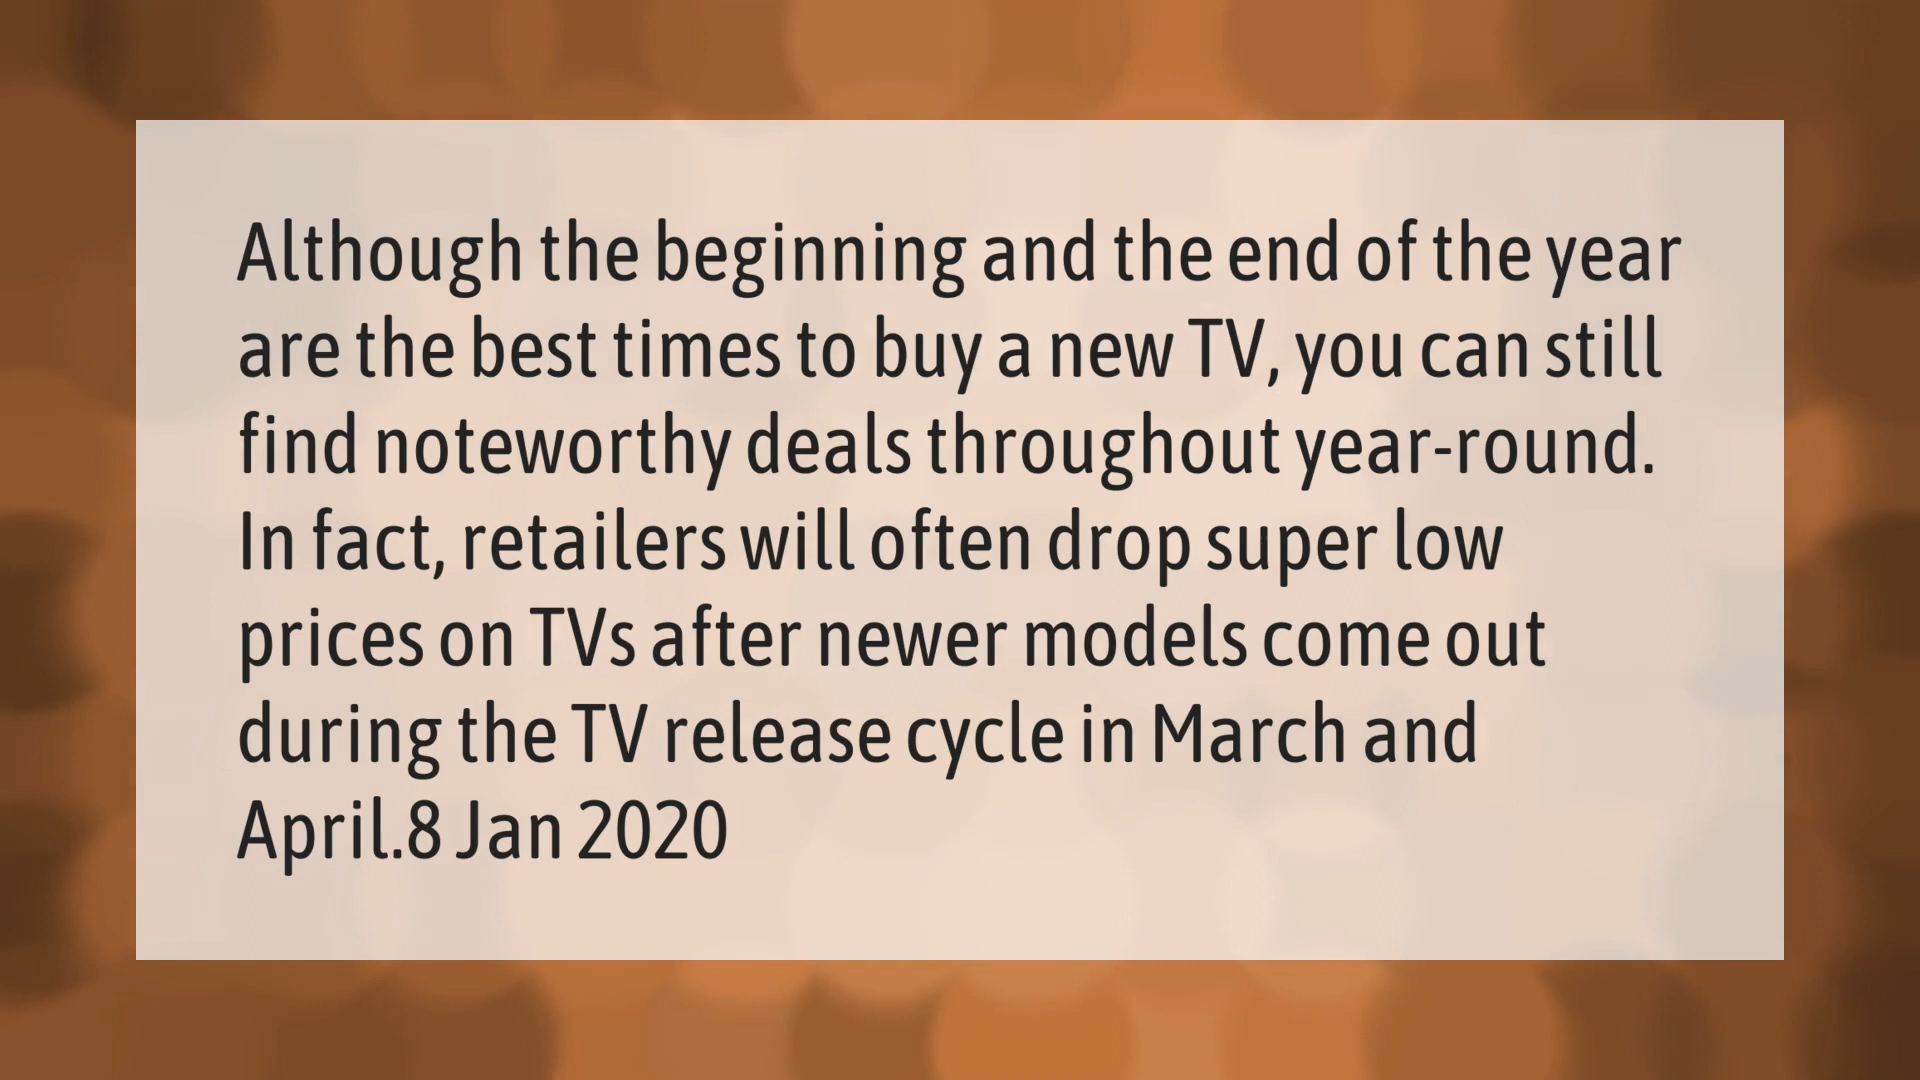 Although the beginning and the end of the year
are the best times to buy a new TV, you can still
find noteworthy deals throughout year-round.
In fact, retailers will often drop super low
prices on TVs after newer models come out
during the TV release cycle in March and
April.8 Jan 2020